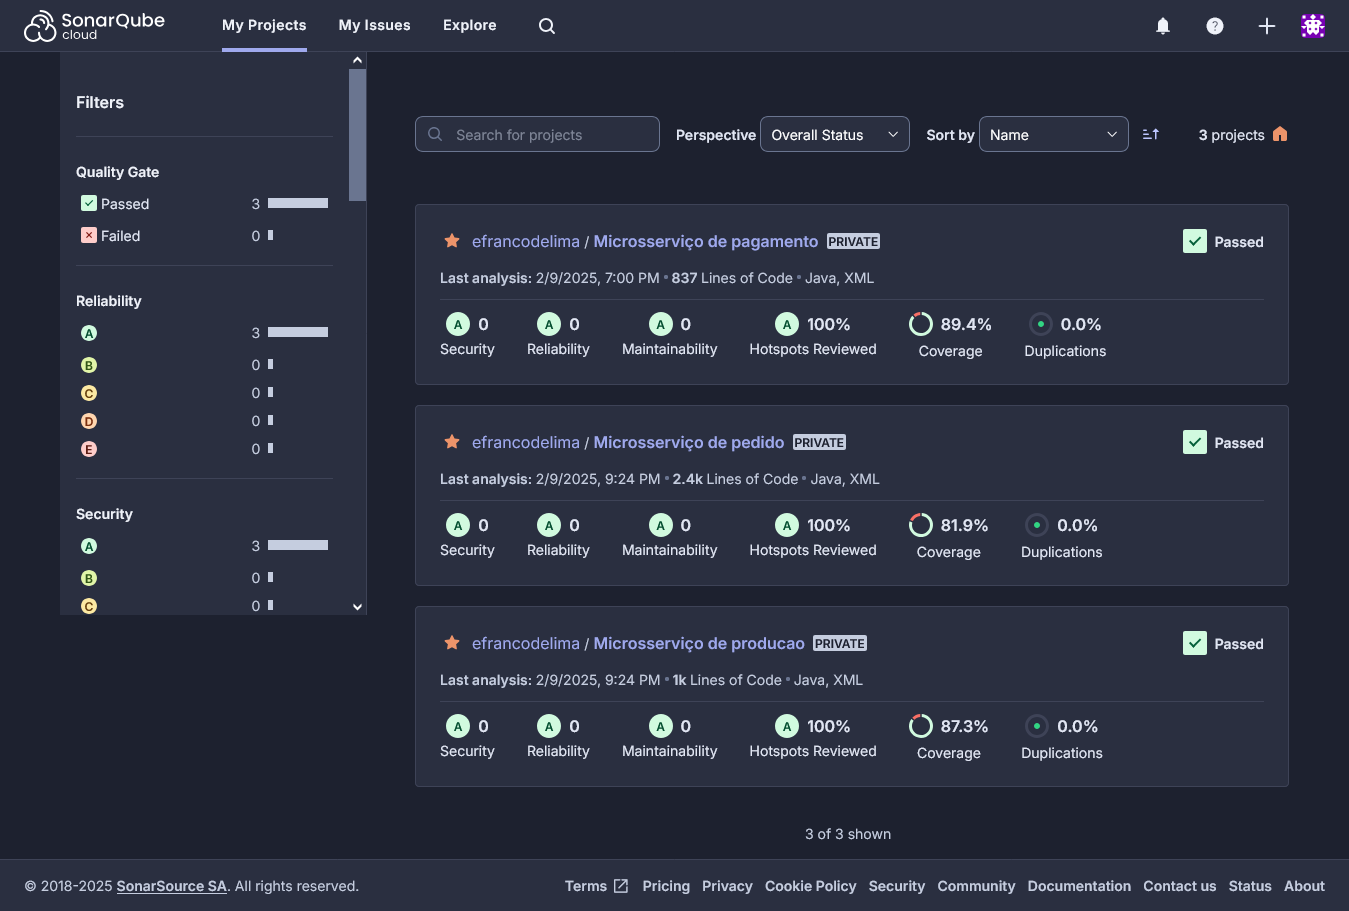 SonarQube cloud
My Projects My Issues Explore ?
Filters
Quality Gate
Passed 3
Failed 0
Reliability
A 3
B 0
C 0
D 0
E 0
Security
A 3
B 0
C 0
Search for projects Perspective Overall Status Sort by Name 3 projects
efrancodelima / Microsserviço de pagamento PRIVATE Passed
Last analysis: 2/9/2025, 7:00 PM • 837 Lines of Code • Java, XML
A 0 A 0 A 0 A 100% 89.4% 0.0%
Security Reliability Maintainability Hotspots Reviewed Coverage Duplications
efrancodelima / Microsserviço de pedido PRIVATE Passed
Last analysis: 2/9/2025, 9:24 PM • 2.4k Lines of Code • Java, XML
A 0 A 0 A 0 A 100% 81.9% 0.0%
Security Reliability Maintainability Hotspots Reviewed Coverage Duplications
efrancodelima / Microsserviço de producao PRIVATE Passed
Last analysis: 2/9/2025, 9:24 PM • 1k Lines of Code • Java, XML
A 0 A 0 A 0 A 100% 87.3% 0.0%
Security Reliability Maintainability Hotspots Reviewed Coverage Duplications
3 of 3 shown
© 2018-2025 SonarSource SA. All rights reserved. Terms Pricing Privacy Cookie Policy Security Community Documentation Contact us Status About